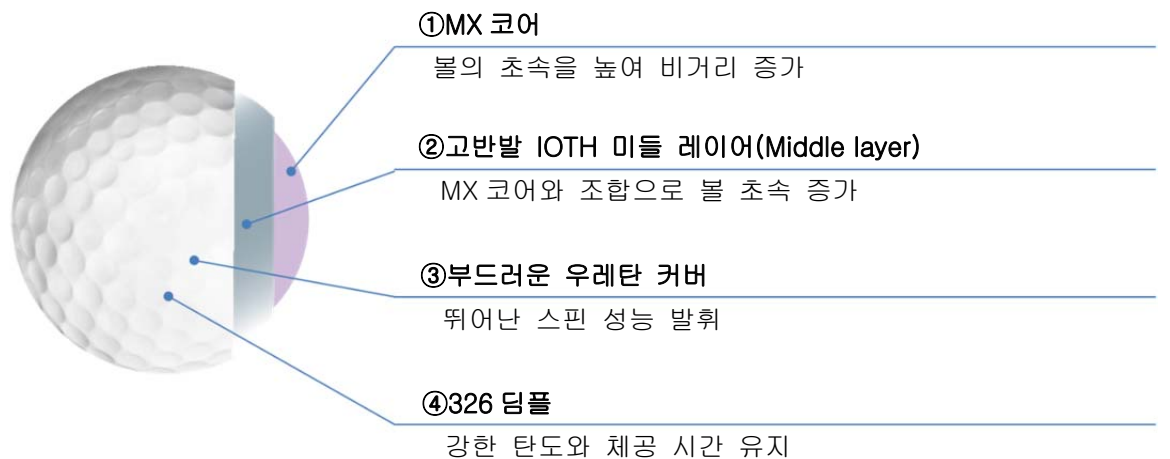 ①MX 코어
볼의 초속을 높여 비거리 증가
②고반발 IOTH 미들 레이어(Middle layer)
MX 코어와 조합으로 볼 초속 증가
③부드러운 우레탄 커버
뛰어난 스핀 성능 발휘
④326 딤플
강한 탄도와 체공 시간 유지